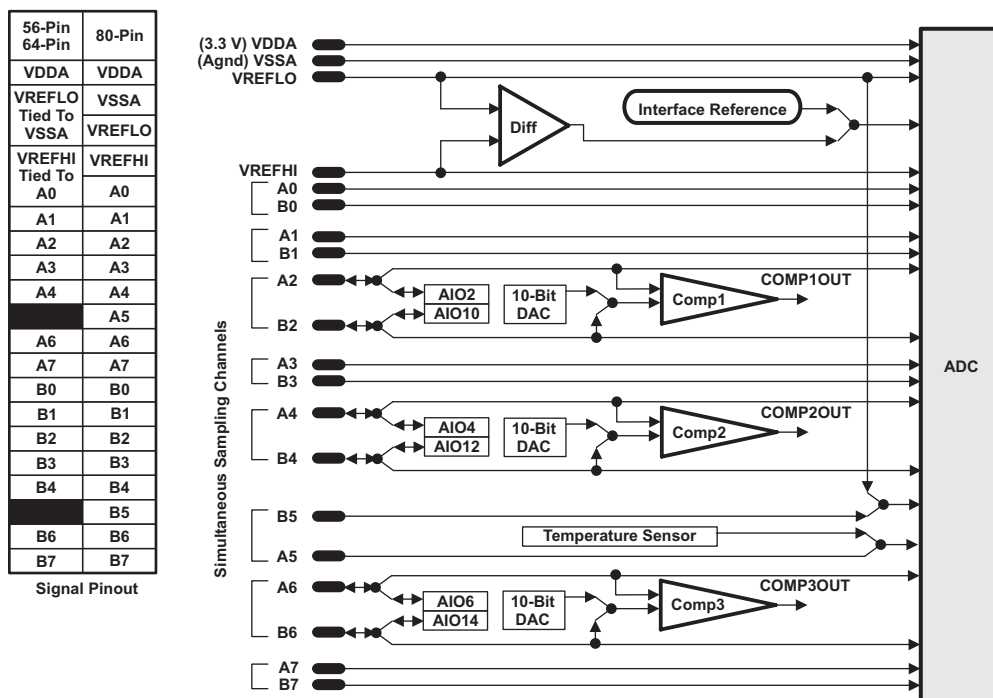 56-Pin
64-Pin
80-Pin
VDDA
VDDA
VREFLO
Tied To
VSSA
VSSA
VREFLO
VREFHI
Tied To
A0
VREFHI
A0
A1
A1
A2
A2
A3
A3
A4
A4
A5
A6
A6
A7
A7
B0
B0
B1
B1
B2
B2
B3
B3
B4
B4
B5
B6
B6
B7
B7
Signal Pinout
(3.3 V) VDDA
(Agnd) VSSA
VREFLO
Diff
Interface Reference
VREFHI
A0
B0
A1
B1
A2
AIO2
AIO10
10-Bit
DAC
Comp1
COMP1OUT
B2
Simultaneous Sampling Channels
A3
B3
ADC
A4
AIO4
AIO12
10-Bit
DAC
Comp2
COMP2OUT
B4
B5
Temperature Sensor
A5
A6
AIO6
AIO14
10-Bit
DAC
Comp3
COMP3OUT
B6
A7
B7